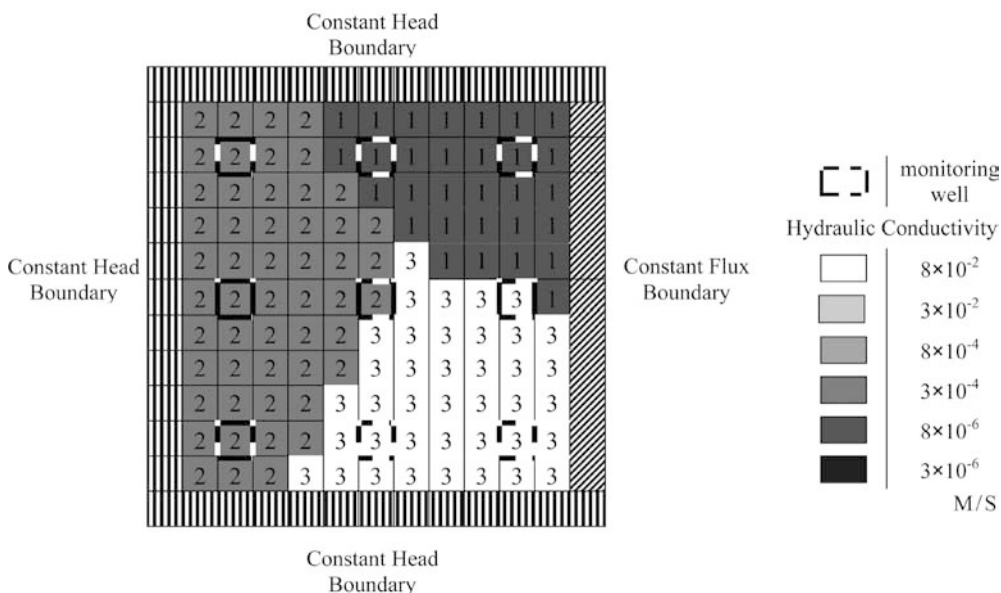 Constant Head
Boundary
2 2 2 2 1 1 1 1 1 1 1
2 2 2 2 1 1 1 1 1 1 1
2 2 2 2 2 1 1 1 1 1 1
2 2 2 2 2 2 1 1 1 1 1
2 2 2 2 2 2 3 1 1 1 1
2 2 2 2 2 2 3 3 3 3 1
2 2 2 2 2 3 3 3 3 3 3
2 2 2 2 2 3 3 3 3 3 3
2 2 2 2 3 3 3 3 3 3 3
2 2 2 2 3 3 3 3 3 3 3
2 2 2 3 3 3 3 3 3 3 3
Constant Head
Boundary
Constant Flux
Boundary
Constant Head
Boundary
monitoring
well
Hydraulic Conductivity
8×10⁻²
3×10⁻²
8×10⁻⁴
3×10⁻⁴
8×10⁻⁶
3×10⁻⁶
M/S